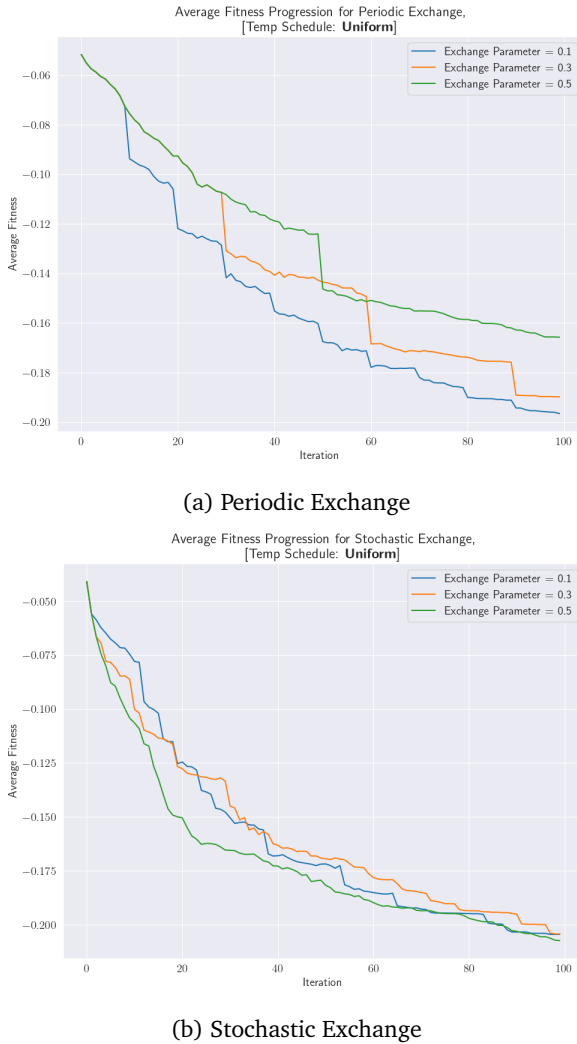 Average Fitness Progression for Periodic Exchange,
[Temp Schedule: Uniform]
Exchange Parameter = 0.1
Exchange Parameter = 0.3
Exchange Parameter = 0.5
Average Fitness
−0.06
−0.08
−0.10
−0.12
−0.14
−0.16
−0.18
−0.20
0 20 40 60 80 100
Iteration
(a) Periodic Exchange
Average Fitness Progression for Stochastic Exchange,
[Temp Schedule: Uniform]
Exchange Parameter = 0.1
Exchange Parameter = 0.3
Exchange Parameter = 0.5
Average Fitness
−0.050
−0.075
−0.100
−0.125
−0.150
−0.175
−0.200
0 20 40 60 80 100
Iteration
(b) Stochastic Exchange